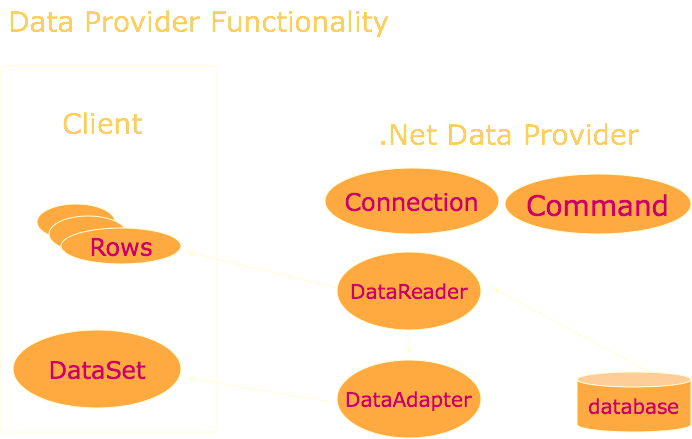 Data Provider Functionality
Client
.Net Data Provider
Connection
Command
Rows
DataReader
DataSet
DataAdapter
database